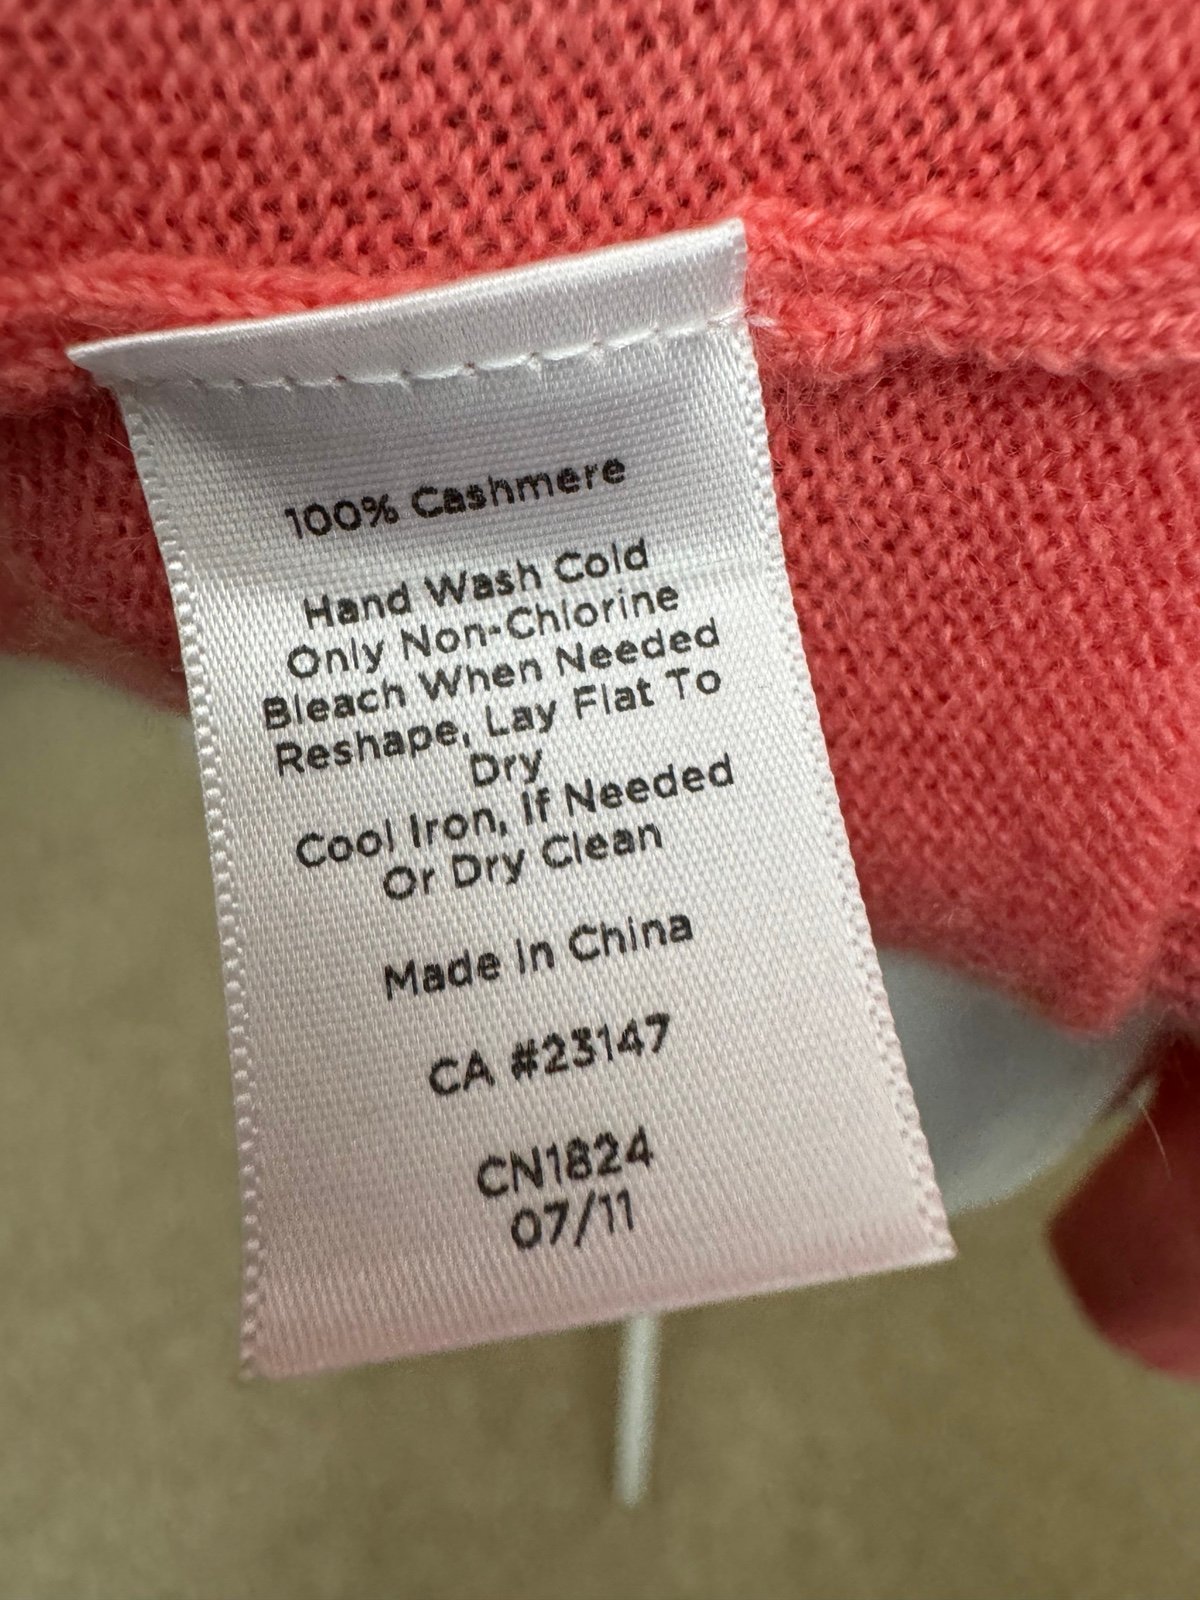 100% Cashmere
Hand Wash Cold
Only Non-Chlorine
Bleach When Needed
Reshape, Lay Flat To
Dry
Cool Iron, If Needed
Or Dry Clean
Made In China
CA #23147
CN1824
07/11